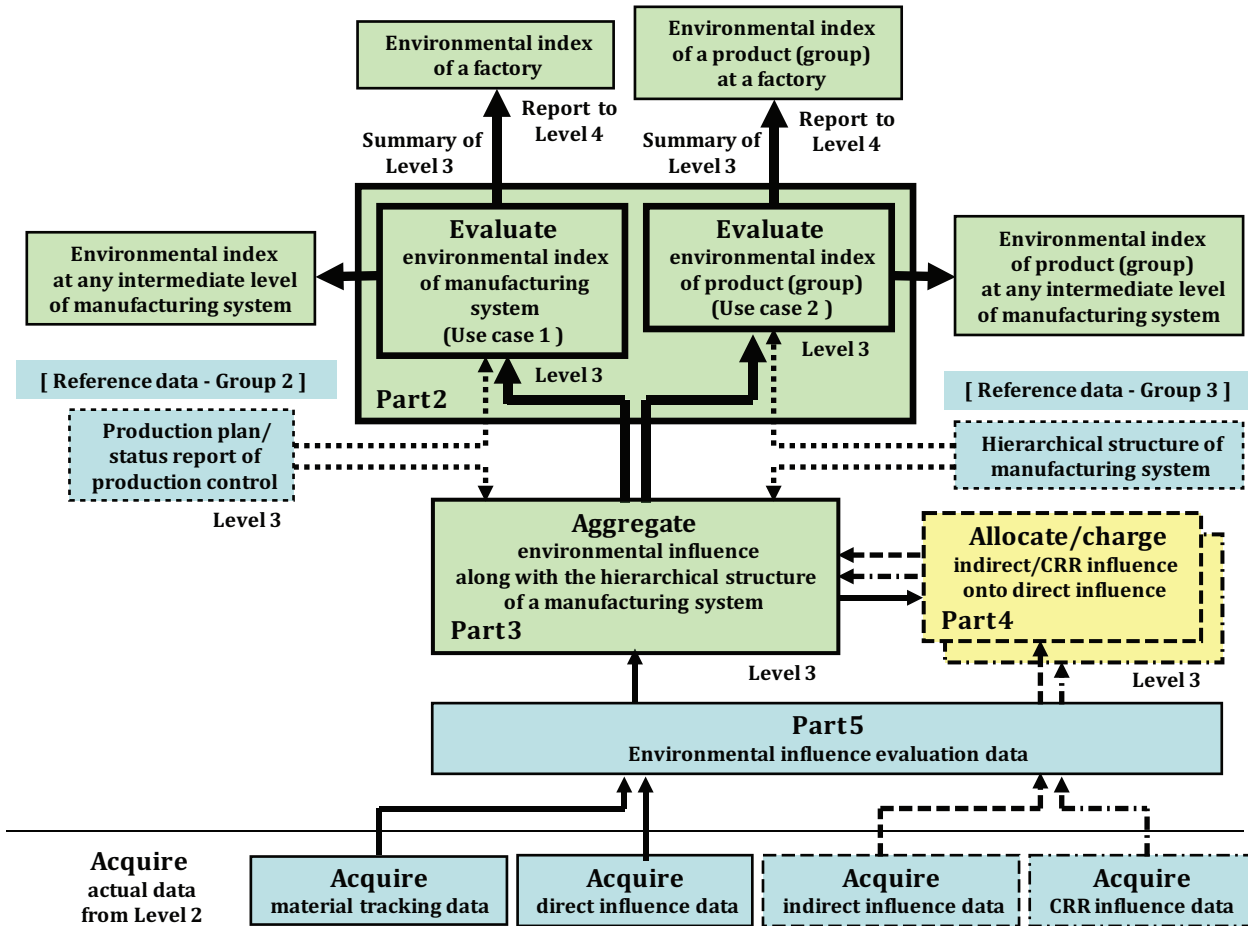 Environmental index
of a factory
Environmental index
of a product (group)
at a factory
Report to
Level 4
Summary of
Level 3
Report to
Level 4
Summary of
Level 3
Environmental index
at any intermediate level
of manufacturing system
Evaluate
environmental index
of manufacturing
system
(Use case 1 )
Evaluate
environmental index
of product (group)
(Use case 2 )
Environmental index
of product (group)
at any intermediate level
of manufacturing system
Level 3
Level 3
Part2
[ Reference data - Group 2 ]
Production plan/
status report of
production control
Level 3
[ Reference data - Group 3 ]
Hierarchical structure of
manufacturing system
Aggregate
environmental influence
along with the hierarchical structure
of a manufacturing system
Part3
Level 3
Allocate/charge
indirect/CRR influence
onto direct influence
Part4
Level 3
Part5
Environmental influence evaluation data
Acquire
actual data
from Level 2
Acquire
material tracking data
Acquire
direct influence data
Acquire
indirect influence data
Acquire
CRR influence data